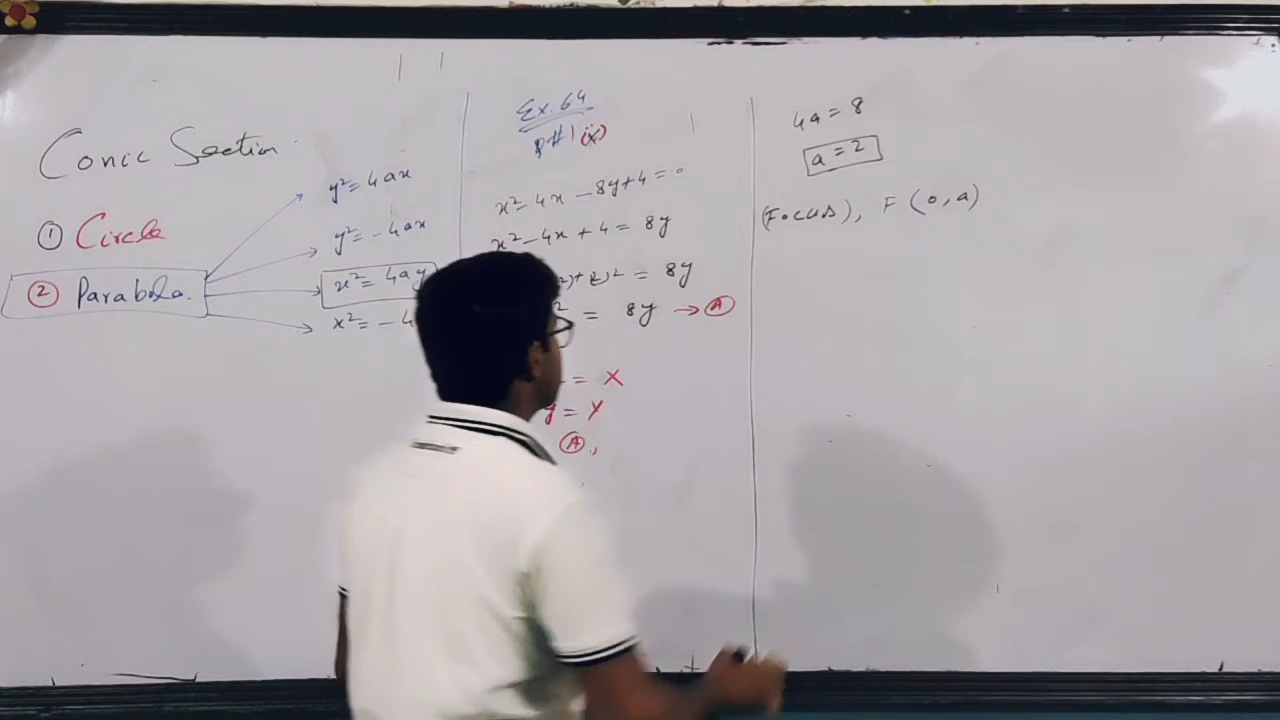 Conic Section.
① Circle
② Parabola.
y² = 4ax
y² = -4ax
x² = 4ay
x² = -4
Ex. 6.4
Q#1 (x)
x² - 4x - 8y + 4 = 0
x² - 4x + 4 = 8y
)² = 8y
² = 8y → Ⓐ
= X
y = Y
Ⓐ,
4a = 8
a = 2
(Focus), F (0, a)